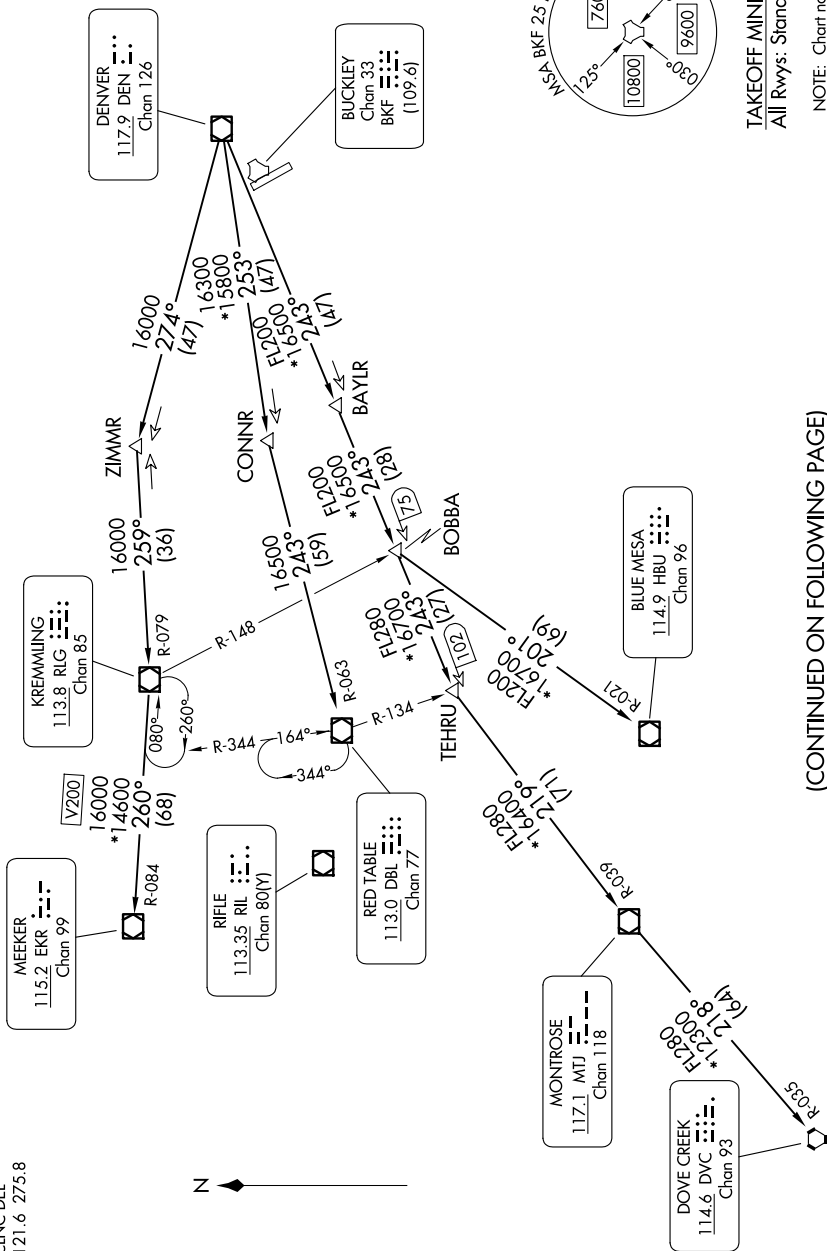 CLNC DEL
121.6 275.8
N
MEEKER
115.2 EKR
Chan 99
V200
16000
*14600
260°
(68)
R-084
KREMMLING
113.8 RLG
Chan 85
080°
260°
R-079
16000
259°
(36)
ZIMMR
16000
274°
(47)
DENVER
117.9 DEN
Chan 126
BUCKLEY
Chan 33
BKF
(109.6)
16300
*15800
253°
(47)
CONNR
16500
243°
(59)
R-063
FL200
*16500
243°
(47)
BAYLR
FL200
*16500
243°
(28)
75
BOBBA
R-148
R-344
164°
344°
R-134
RIFLE
113.35 RIL
Chan 80(Y)
RED TABLE
113.0 DBL
Chan 77
FL280
*16700
243°
(27)
102
TEHRU
FL200
*16700
201°
(69)
R-021
BLUE MESA
114.9 HBU
Chan 96
FL280
*16400
219°
(71)
R-039
MONTROSE
117.1 MTJ
Chan 118
FL280
*12300
218°
(64)
R-035
DOVE CREEK
114.6 DVC
Chan 93
MSA BKF 25
125°
10800
9600
030°
TAKEOFF
All Rwys:
NOTE: Chart
(CONTINUED ON FOLLOWING PAGE)